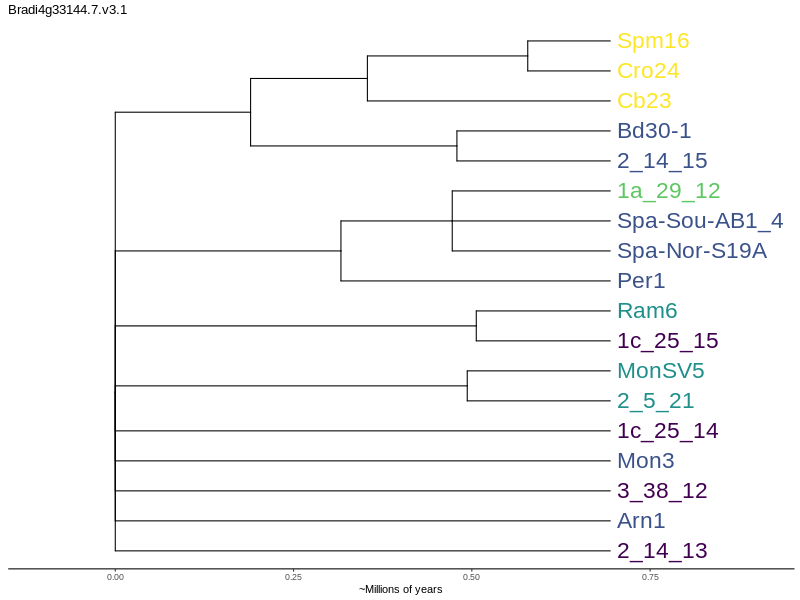 Bradi4g33144.7.v3.1
Spm16
Cro24
Cb23
Bd30-1
2_14_15
1a_29_12
Spa-Sou-AB1_4
Spa-Nor-S19A
Per1
Ram6
1c_25_15
MonSV5
2_5_21
1c_25_14
Mon3
3_38_12
Arn1
2_14_13
0.00 0.25 0.50 0.75
~Millions of years